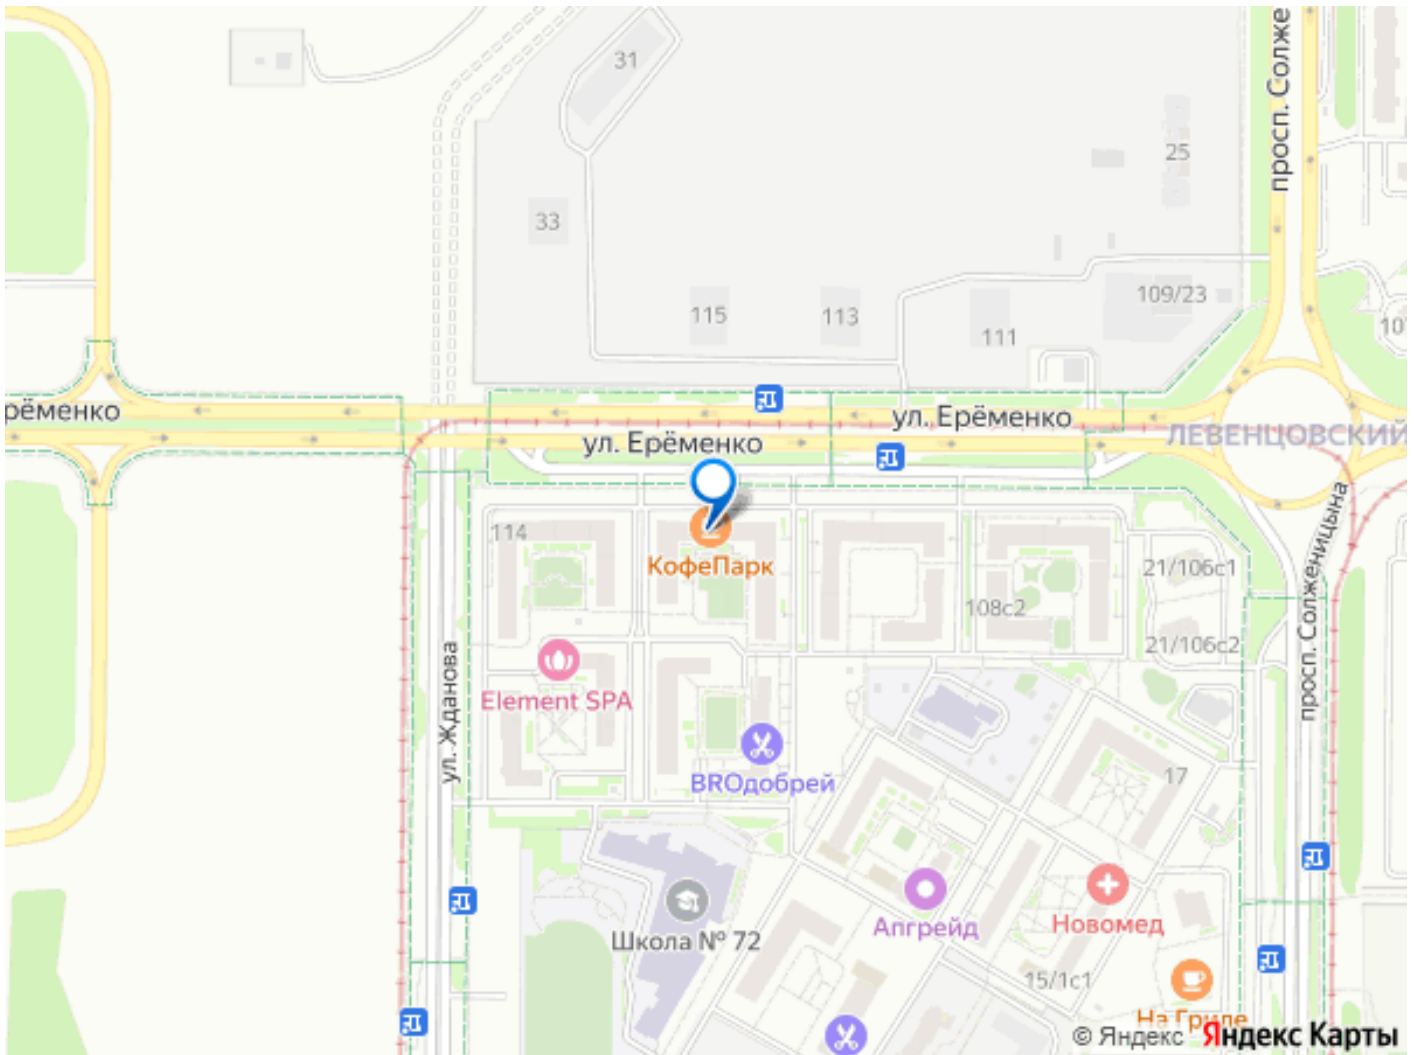 31
просп. Солже
25
33
109/23
115
113
111
10
рёменко
ул. Ерёменко
ул. Ерёменко
ЛЕВЕНЦОВСКИЙ
114
КофеПарк
21/106с1
108с2
21/106с2
просп. Солженицына
ул. Жданова
Element SPA
BROдобрей
17
Школа № 72
Апгрейд
Новомед
15/1с1
На Гриле
© Яндекс Яндекс Карты